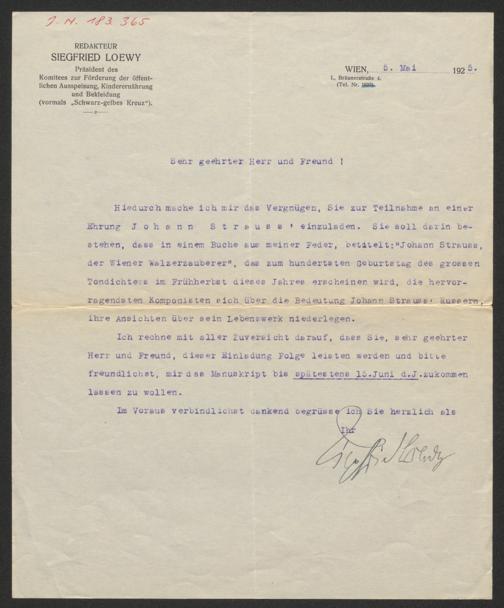 J. N. 183.365
REDAKTEUR
SIEGFRIED LOEWY
Präsident des
Komitees zur Förderung der öffent-
lichen Ausspeisung, Kinderernährung
und Bekleidung
(vormals „Schwarz-gelbes Kreuz“).
WIEN, 5. Mai 1925.
I., Bräunerstraße 4.
(Tel. Nr.
Sehr geehrter Herr und Freund !
Hiedurch mache ich mir das Vergnügen, Sie zur Teilnahme an einer
Ehrung J o h a n n   S t r a u s s ' einzuladen. Sie soll darin be-
stehen, dass in einem Buche aus meiner Feder, betitelt:"Johann Strauss,
der Wiener Walzerzauberer", das zum hundertsten Geburtstag des grossen
Tondichters im Frühherbst dieses Jahres erscheinen wird, die hervor-
ragendsten Komponisten sich über die Bedeutung Johann Strauss' äussern,
ihre Ansichten über sein Lebenswerk niederlegen.
Ich rechne mit aller Zuversicht darauf, dass Sie, sehr geehrter
Herr und Freund, dieser Einladung Folge leisten werden und bitte
freundlichst, mir das Manuskript bis spätestens 15.Juni d.J.zukommen
lassen zu wollen.
Im Voraus verbindlichst dankend begrüsse ich Sie herzlich als
Ihr
Siegfried Loewy